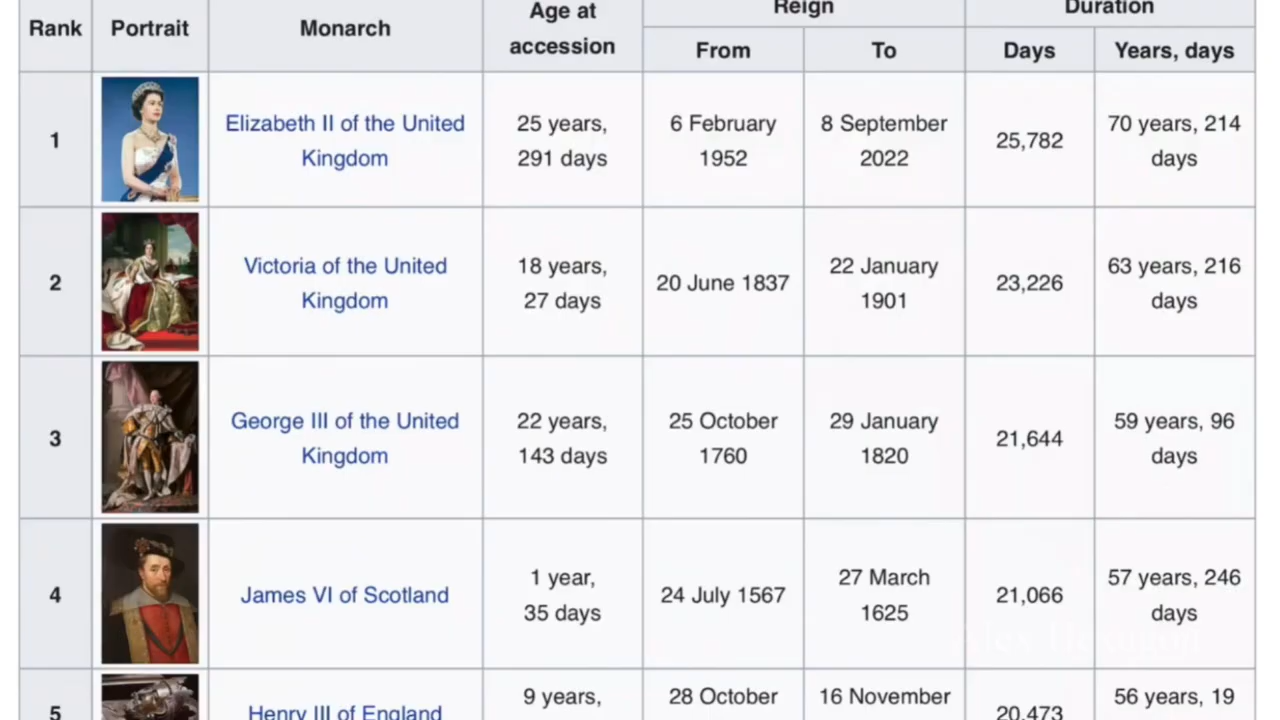 Rank
Portrait
Monarch
Age at
accession
Reign
Duration
From
To
Days
Years, days
1
Elizabeth II of the United
Kingdom
25 years,
291 days
6 February
1952
8 September
2022
25,782
70 years, 214
days
2
Victoria of the United
Kingdom
18 years,
27 days
20 June 1837
22 January
1901
23,226
63 years, 216
days
3
George III of the United
Kingdom
22 years,
143 days
25 October
1760
29 January
1820
21,644
59 years, 96
days
4
James VI of Scotland
1 year,
35 days
24 July 1567
27 March
1625
21,066
57 years, 246
days
5
Henry III of England
9 years,
28 October
16 November
20,473
56 years, 19